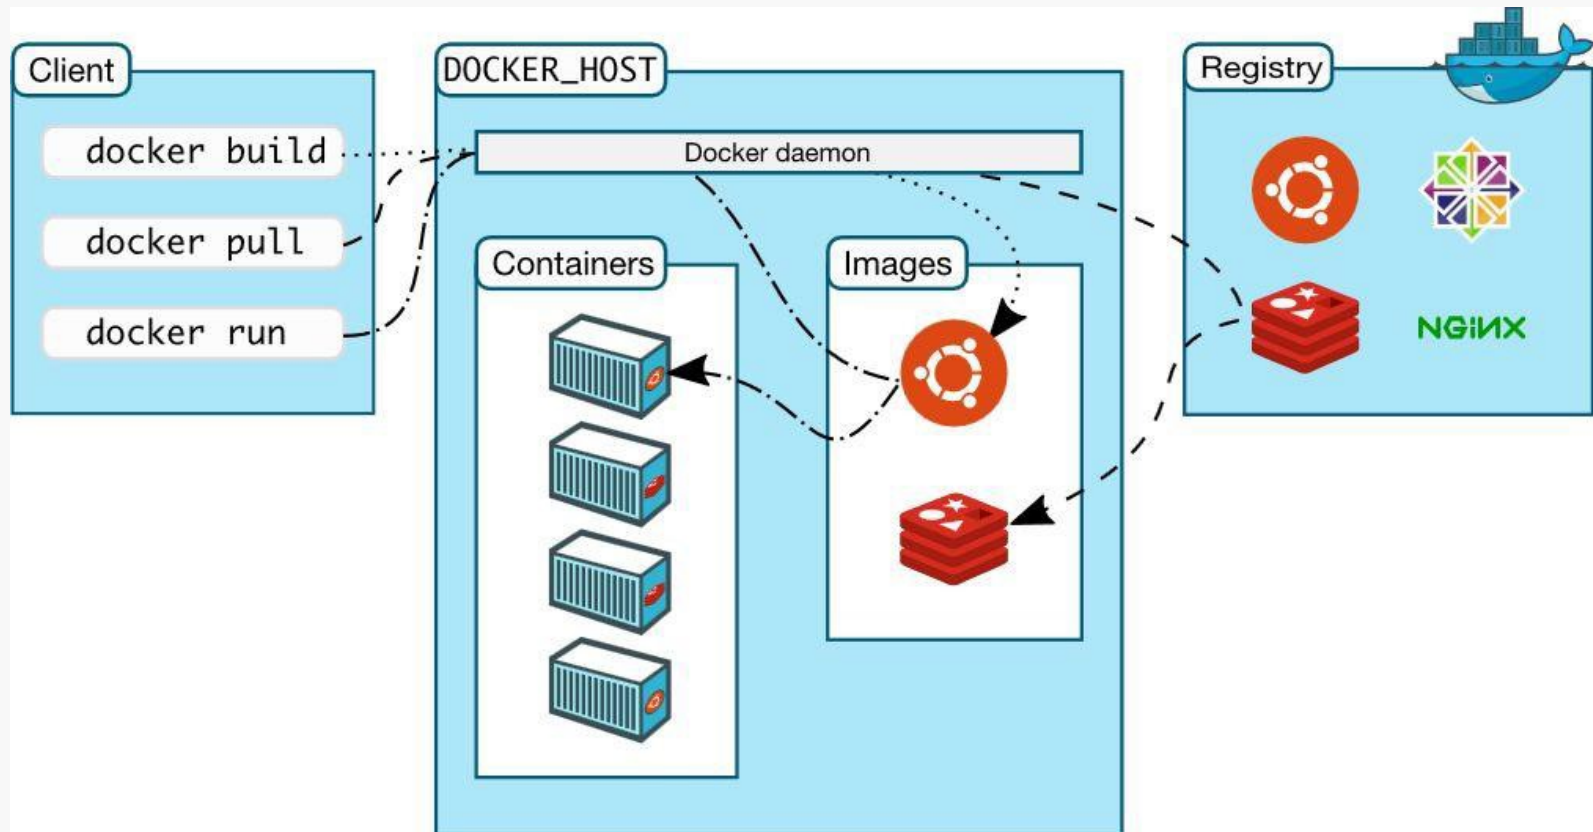 Client
docker build
docker pull
docker run
DOCKER_HOST
Docker daemon
Containers
Images
Registry
NGiNX